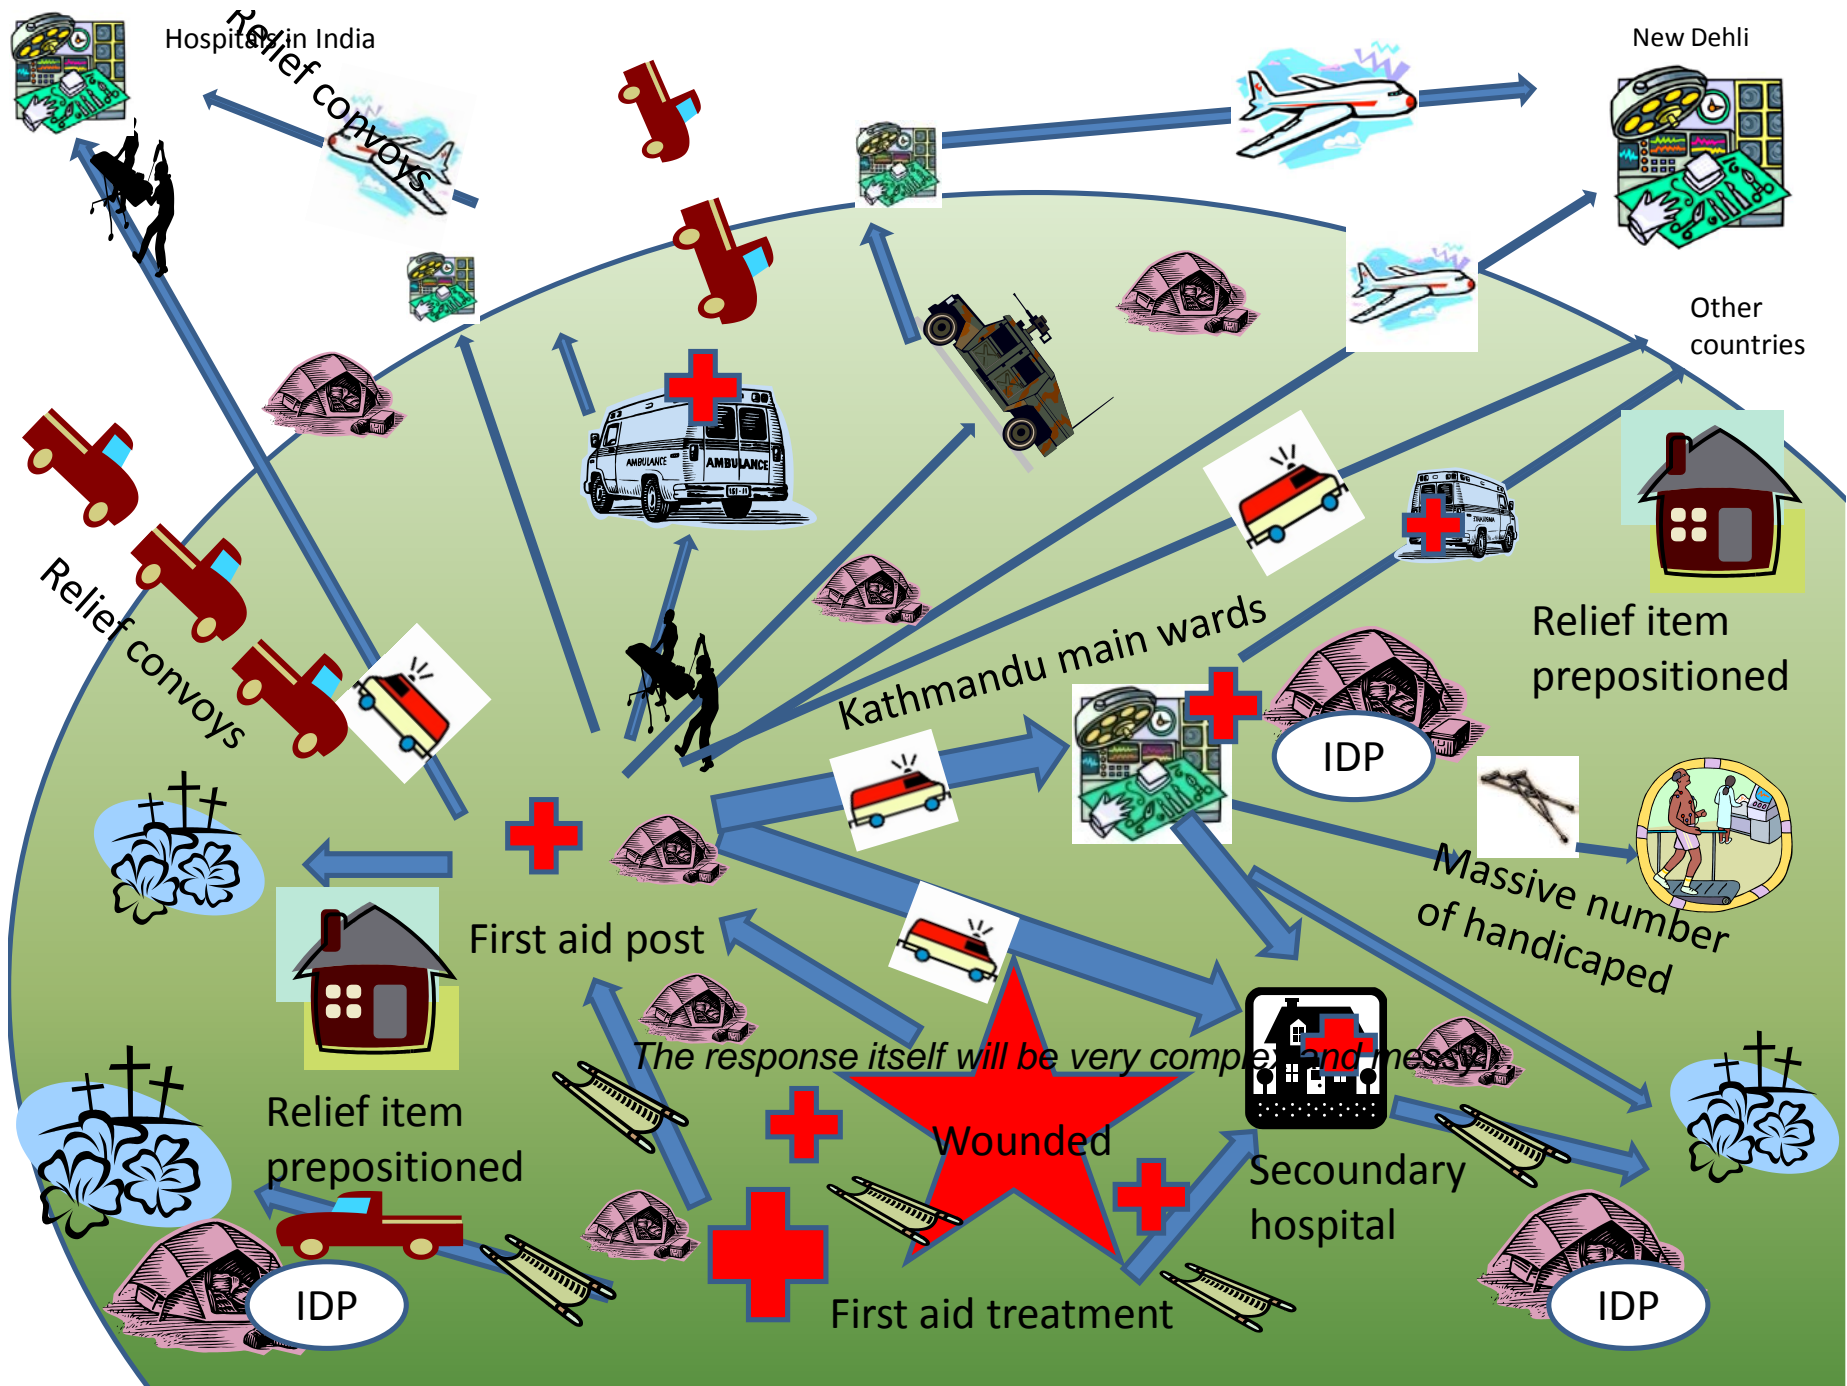 Hospitals in India
Relief convoys
New Dehli
Other
countries
AMBULANCE
AMBULANCE
Relief convoys
Kathmandu main wards
Relief item
prepositioned
IDP
Massive number
of handicaped
First aid post
The response itself will be very complex and messy
Relief item
prepositioned
Wounded
Secoundary
hospital
IDP
First aid treatment
IDP